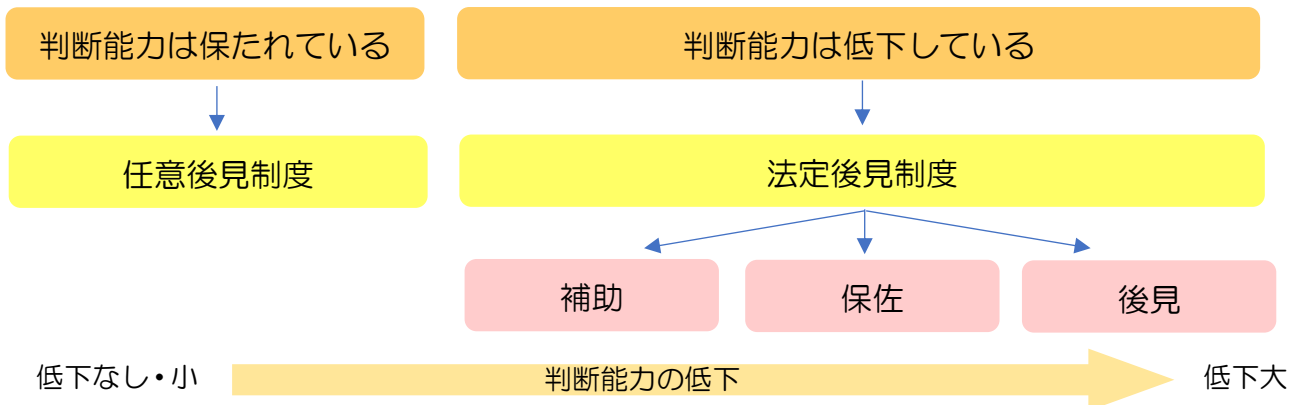 判断能力は保たれている
判断能力は低下している
任意後見制度
法定後見制度
補助
保佐
後見
低下なし・小
判断能力の低下
低下大